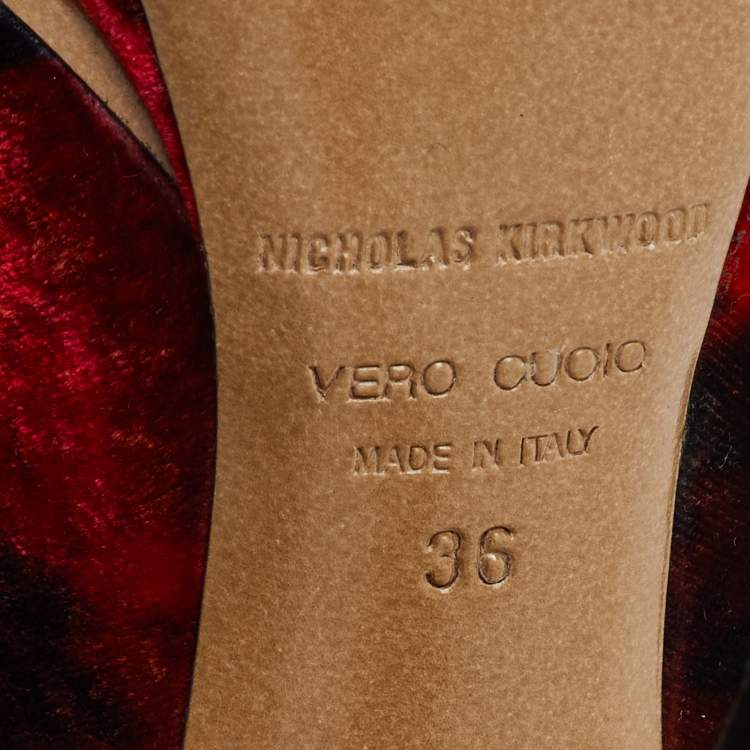 NICHOLAS KIRKWOOD
VERO CUOIO
MADE IN ITALY
36